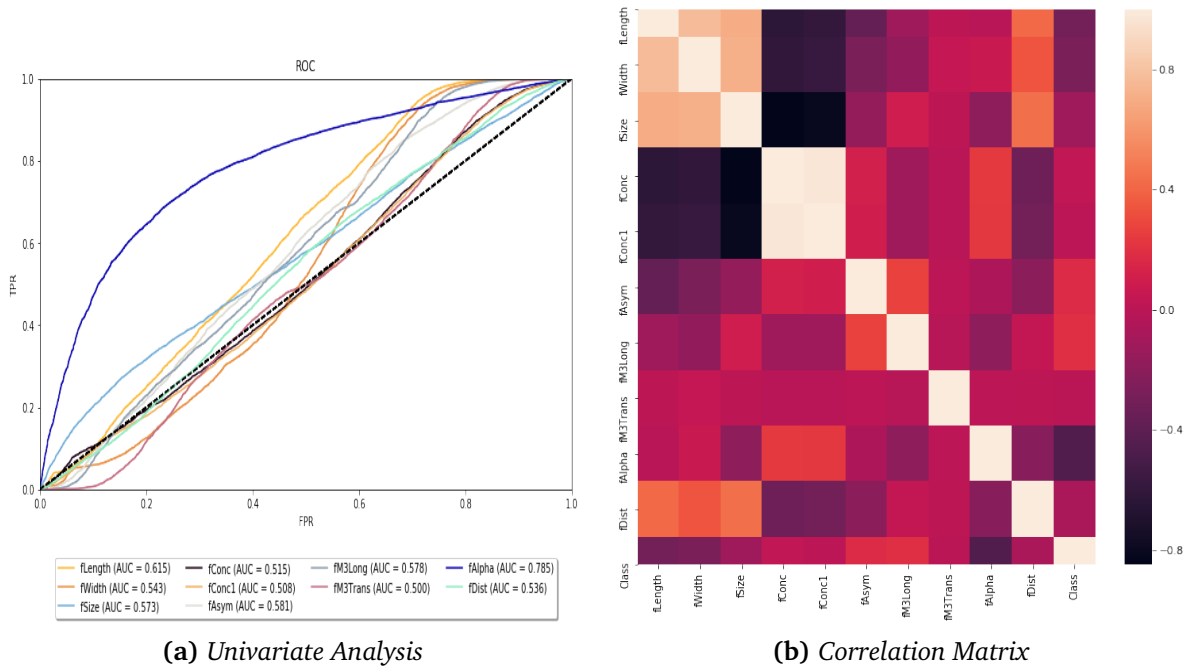 ROC
1.0
0.8
0.6
0.4
0.2
0.0
TPR
0.0 0.2 0.4 0.6 0.8 1.0
FPR
fLength (AUC = 0.615) fConc (AUC = 0.515) fM3Long (AUC = 0.578) fAlpha (AUC = 0.785)
fWidth (AUC = 0.543) fConc1 (AUC = 0.508) fM3Trans (AUC = 0.500) fDist (AUC = 0.536)
fSize (AUC = 0.573) fAsym (AUC = 0.581)
(a) Univariate Analysis
fLength
fWidth
fSize
fConc
fConc1
fAsym
fM3Long
fM3Trans
fAlpha
fDist
Class
fLength fWidth fSize fConc fConc1 fAsym fM3Long fM3Trans fAlpha fDist Class
0.8
0.4
0.0
−0.4
−0.8
(b) Correlation Matrix